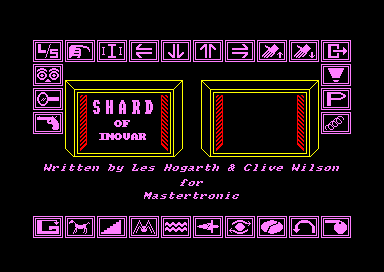 L/S
SHARD
OF
INOVAR
Written by Les Hogarth & Clive Wilson
for
Mastertronic